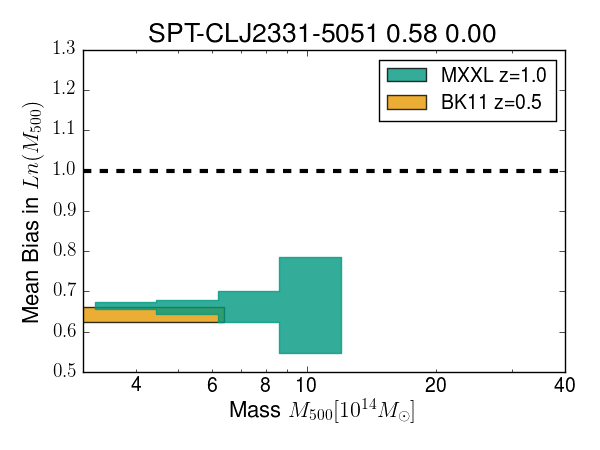 SPT-CLJ2331-5051 0.58 0.00
MXXL z=1.0
BK11 z=0.5
Mean Bias in Ln(M₅₀₀)
1.3
1.2
1.1
1.0
0.9
0.8
0.7
0.6
0.5
4 6 8 10 20 40
Mass M₅₀₀[10¹⁴M☉]